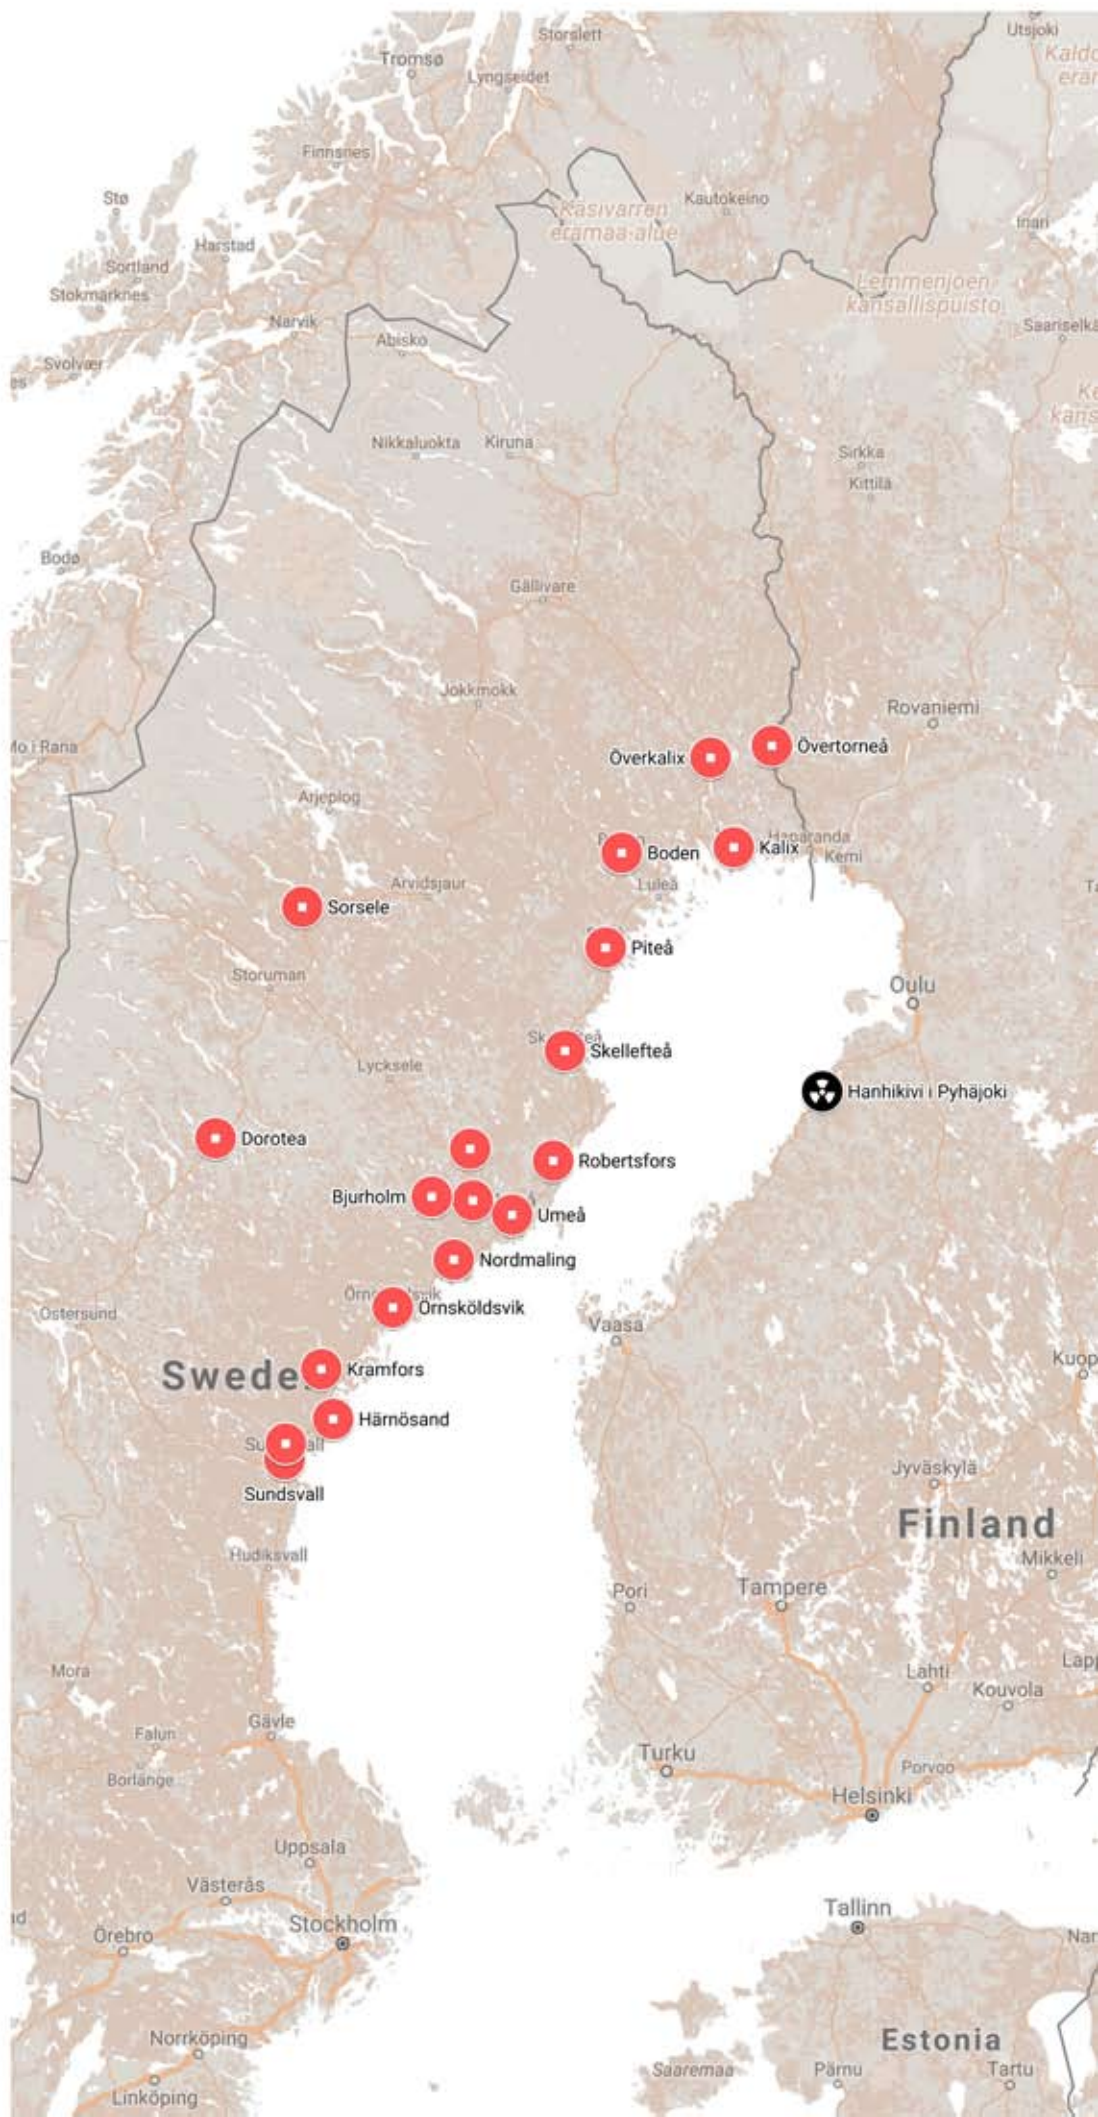 Storslett
Utsjoki
Tromsø
Lyngseidet
Finnsnes
Stø
Käsivarren
erämaa-alue
Kautokeino
Inari
Harstad
Sortland
Stokmarknes
Lemmenjoen
kansallispuisto
Narvik
Abisko
Svolvær
Nikkaluokta
Kiruna
Sirkka
Kittilä
Bodø
Gällivare
Jokkmokk
Rovaniemi
Mo i Rana
Överkalix
Övertorneå
Arjeplog
Haparanda
Boden
Kalix
Kemi
Arvidsjaur
Luleå
Sorsele
Piteå
Storuman
Oulu
Skellefteå
Lycksele
Hanhikivi i Pyhäjoki
Dorotea
Robertsfors
Bjurholm
Umeå
Nordmaling
Östersund
Örnsköldsvik
Vaasa
Kramfors
Härnösand
Sundsvall
Jyväskylä
Finland
Hudiksvall
Mikkeli
Pori
Tampere
Mora
Lahti
Kouvola
Gävle
Falun
Borlänge
Turku
Porvoo
Helsinki
Uppsala
Västerås
Stockholm
Örebro
Tallinn
Norrköping
Linköping
Estonia
Saaremaa
Pärnu
Tartu